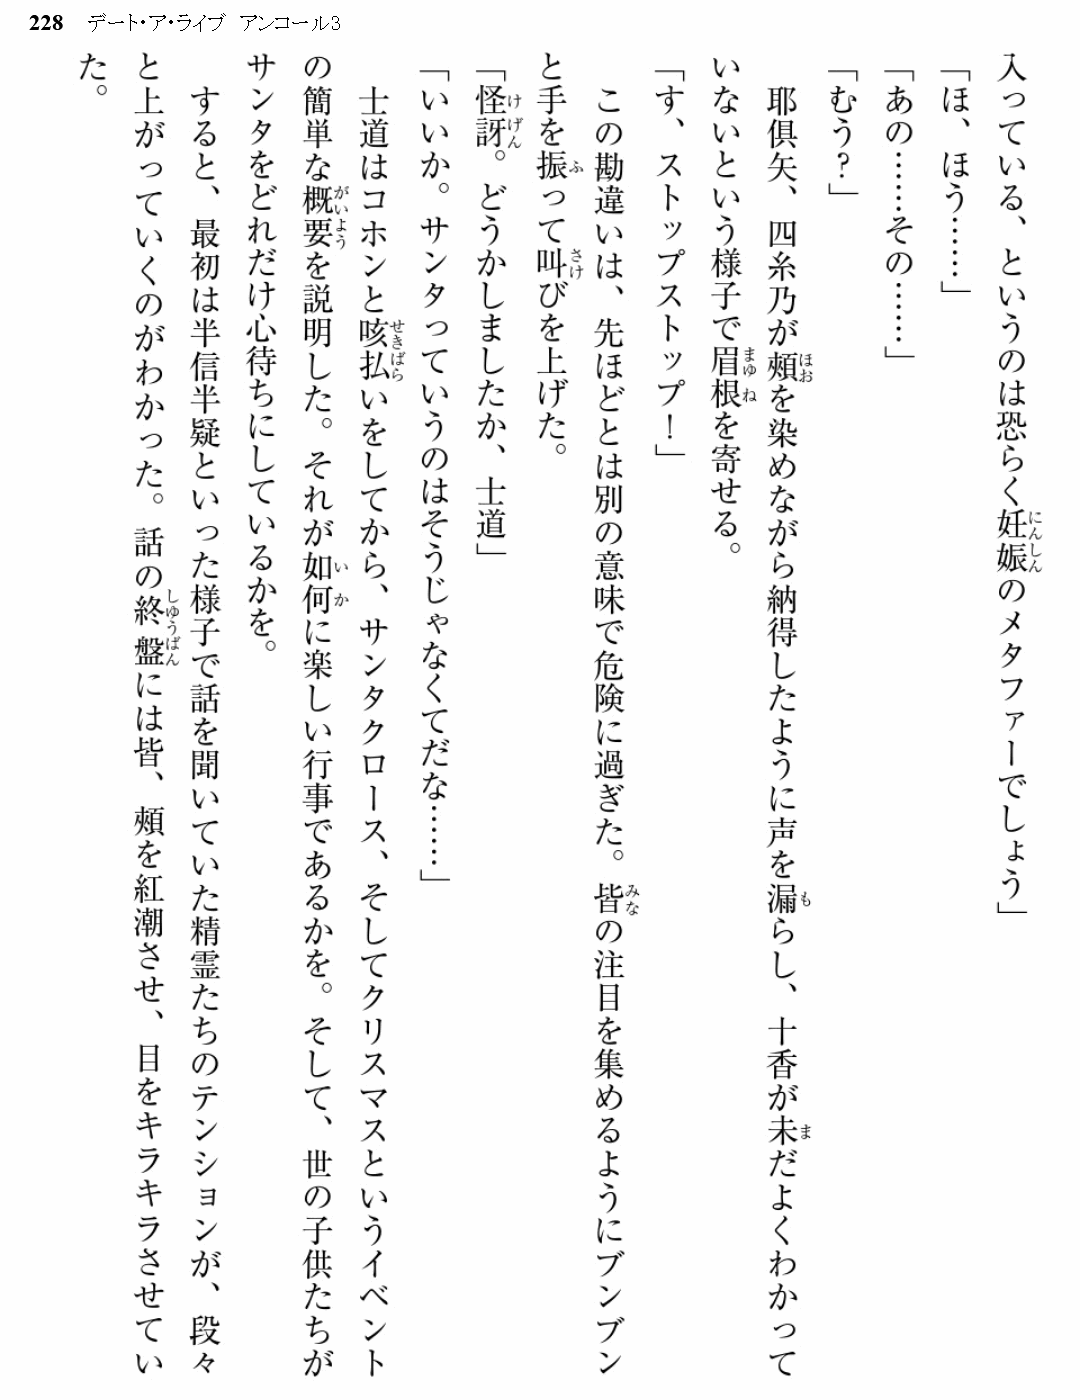 228 デート・ア・ライブ アンコール3
入っている、というのは恐らく妊娠のメタファーでしょう」
「ほ、ほう……」
「あの……その……」
「むう？」
耶倶矢、四糸乃が頰を染めながら納得したように声を漏らし、十香が未だよくわかって
いないという様子で眉根を寄せる。
「す、ストップストップ！」
この勘違いは、先ほどとは別の意味で危険に過ぎた。皆の注目を集めるようにブンブン
と手を振って叫びを上げた。
「怪訝。どうかしましたか、士道」
「いいか。サンタっていうのはそうじゃなくてだな……」
士道はコホンと咳払いをしてから、サンタクロース、そしてクリスマスというイベント
の簡単な概要を説明した。それが如何に楽しい行事であるかを。そして、世の子供たちが
サンタをどれだけ心待ちにしているかを。
すると、最初は半信半疑といった様子で話を聞いていた精霊たちのテンションが、段々
と上がっていくのがわかった。話の終盤には皆、頰を紅潮させ、目をキラキラさせてい
た。